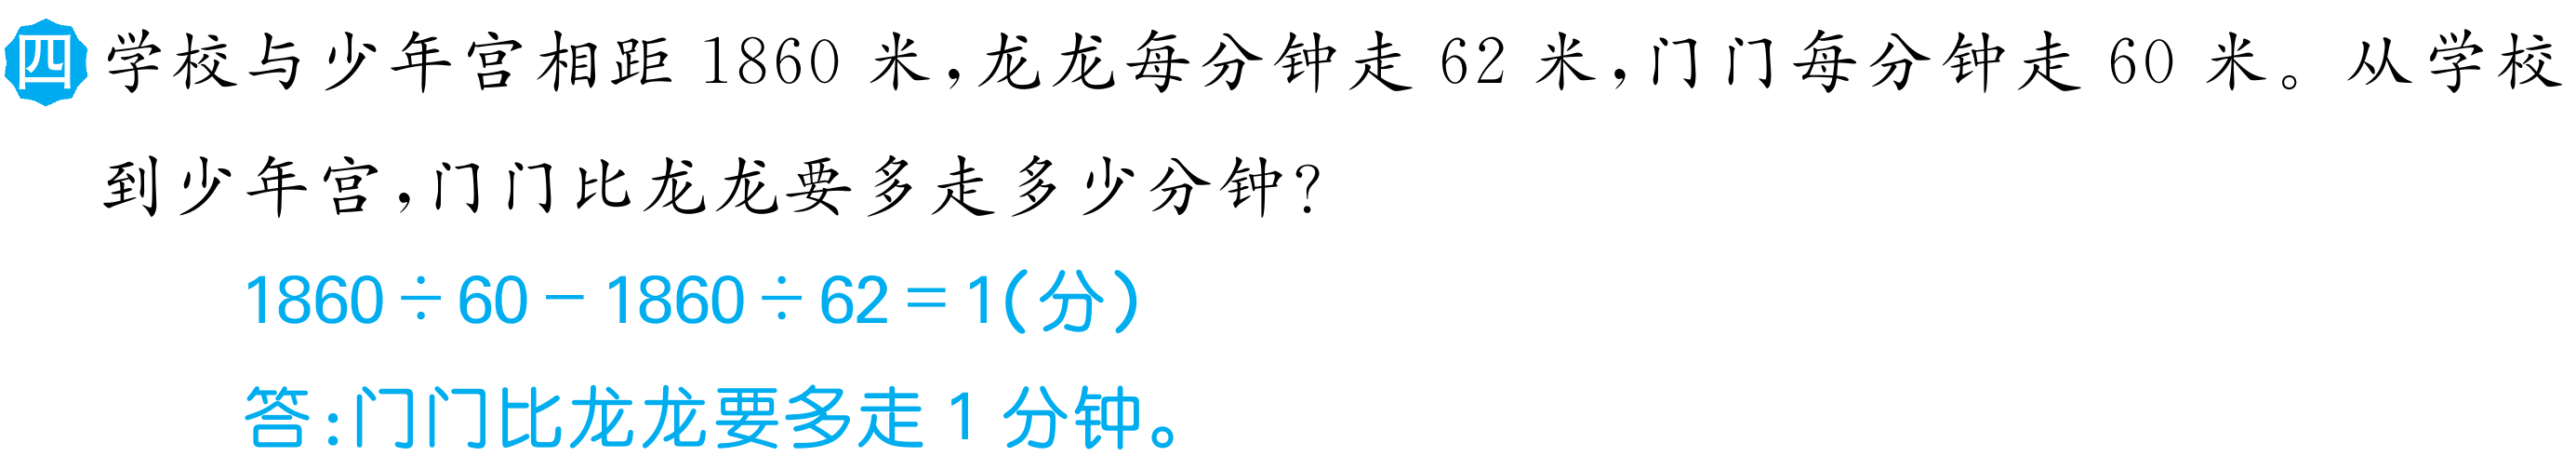 四 学校与少年宫相距 1860 米,龙龙每分钟走 62 米,门门每分钟走 60 米。从学校
到少年宫,门门比龙龙要多走多少分钟?
1860÷60－1860÷62＝1(分)
答:门门比龙龙要多走 1 分钟。